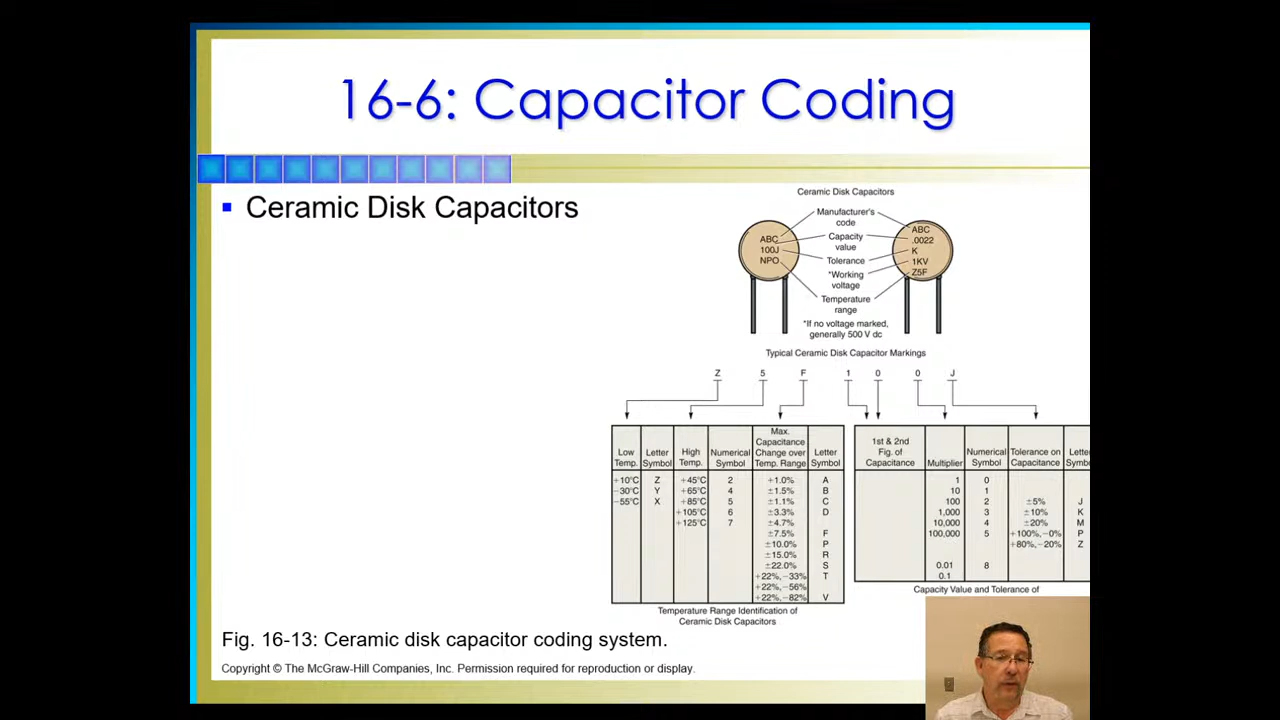 16-6: Capacitor Coding
Ceramic Disk Capacitors
Ceramic Disk Capacitors
Manufacturer's
code
Capacity
value
Tolerance
*Working
voltage
Temperature
range
*If no voltage marked,
generally 500 V dc
ABC
100J
NPO
ABC
.0022
K
1KV
Z5F
Typical Ceramic Disk Capacitor Markings
Z 5 F 1 0 0 J
Low
Temp.
Letter
Symbol
High
Temp.
Numerical
Symbol
Max.
Capacitance
Change over
Temp. Range
Letter
Symbol
+10°C Z +45°C 2 +1.0% A
−30°C Y +65°C 4 ±1.5% B
−55°C X +85°C 5 ±1.1% C
+105°C 6 ±3.3% D
+125°C 7 ±4.7%
±7.5% F
±10.0% P
±15.0% R
±22.0% S
+22%,−33% T
+22%,−56%
+22%,−82% V
Temperature Range Identification of
Ceramic Disk Capacitors
1st & 2nd
Fig. of
Capacitance
Multiplier
Numerical
Symbol
Tolerance on
Capacitance
Lette
Symb
1 0
10 1
100 2 ±5% J
1,000 3 ±10% K
10,000 4 ±20% M
100,000 5 +100%,−0% P
+80%,−20% Z
0.01 8
0.1
Capacity Value and Tolerance of
Fig. 16-13: Ceramic disk capacitor coding system.
Copyright © The McGraw-Hill Companies, Inc. Permission required for reproduction or display.